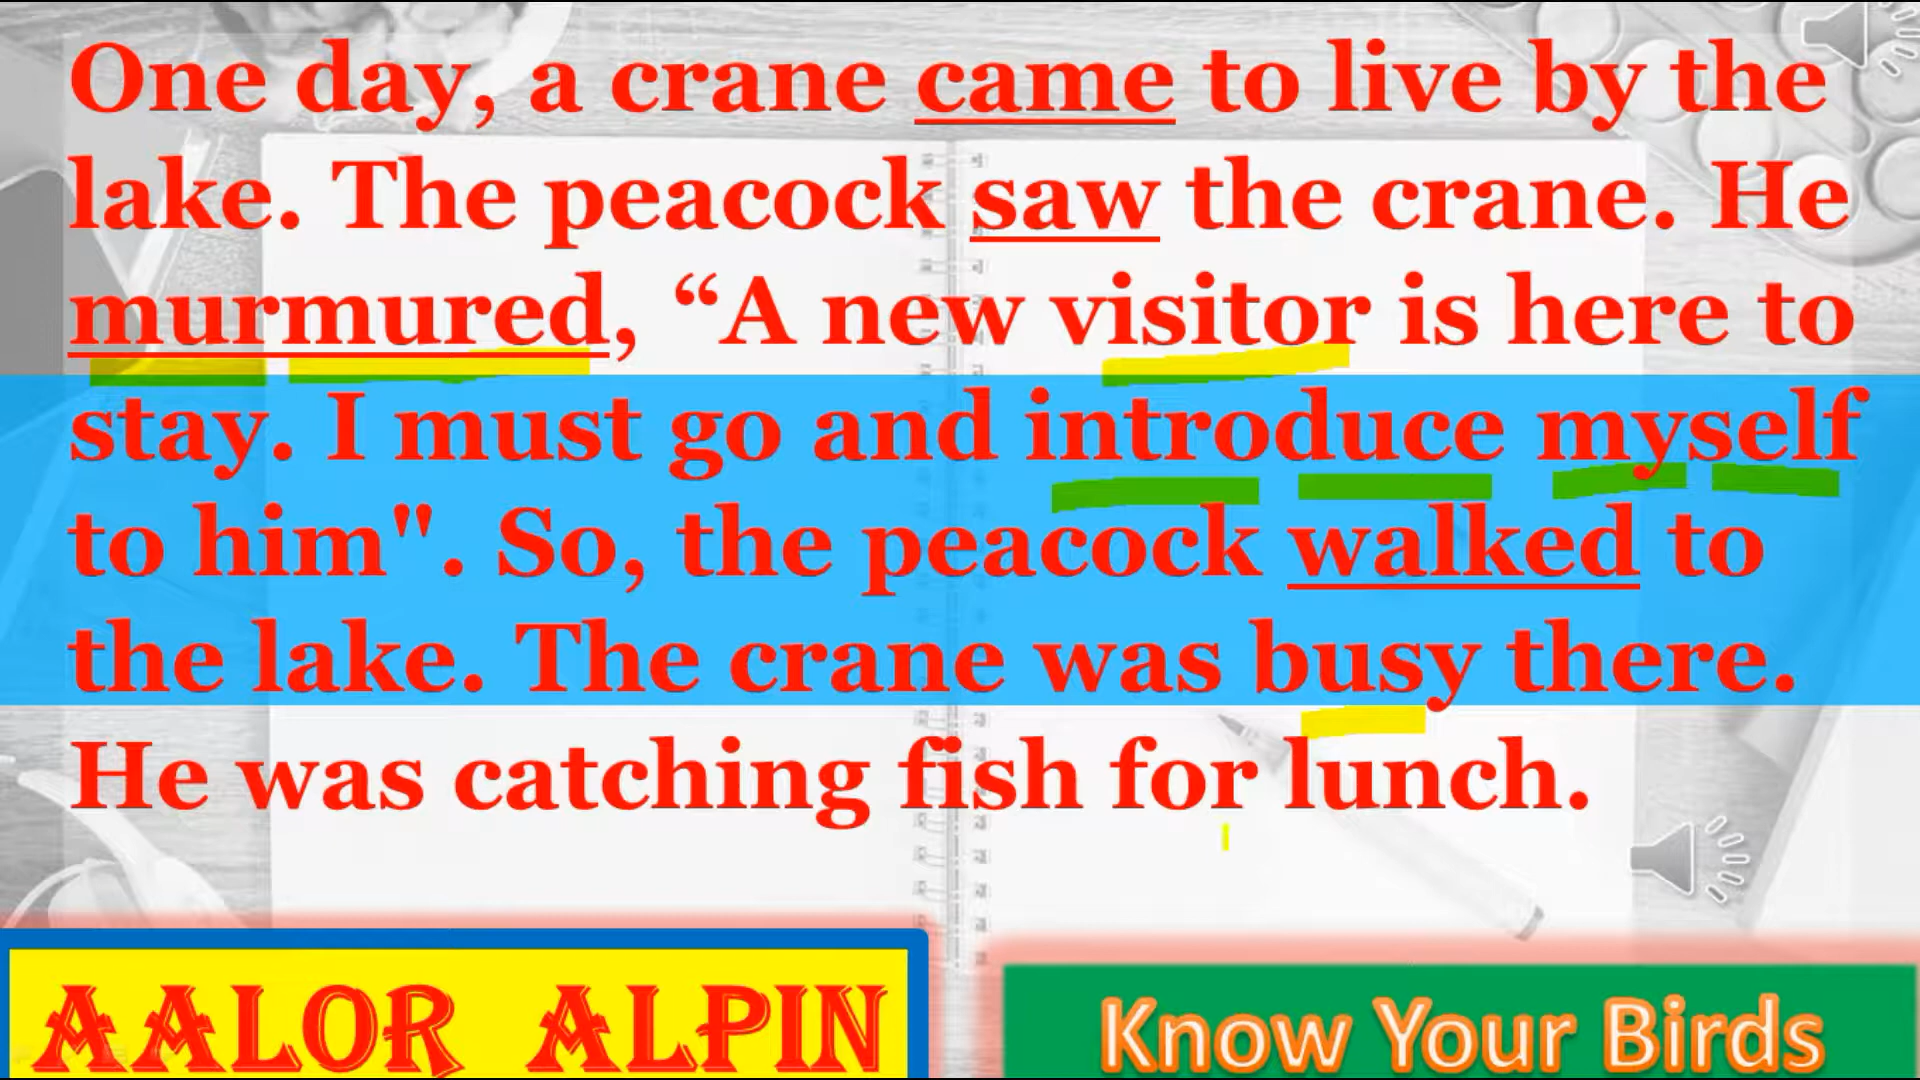 One day, a crane came to live by the
lake. The peacock saw the crane. He
murmured, “A new visitor is here to
stay. I must go and introduce myself
to him". So, the peacock walked to
the lake. The crane was busy there.
He was catching fish for lunch.
AALOR ALPIN
Know Your Birds